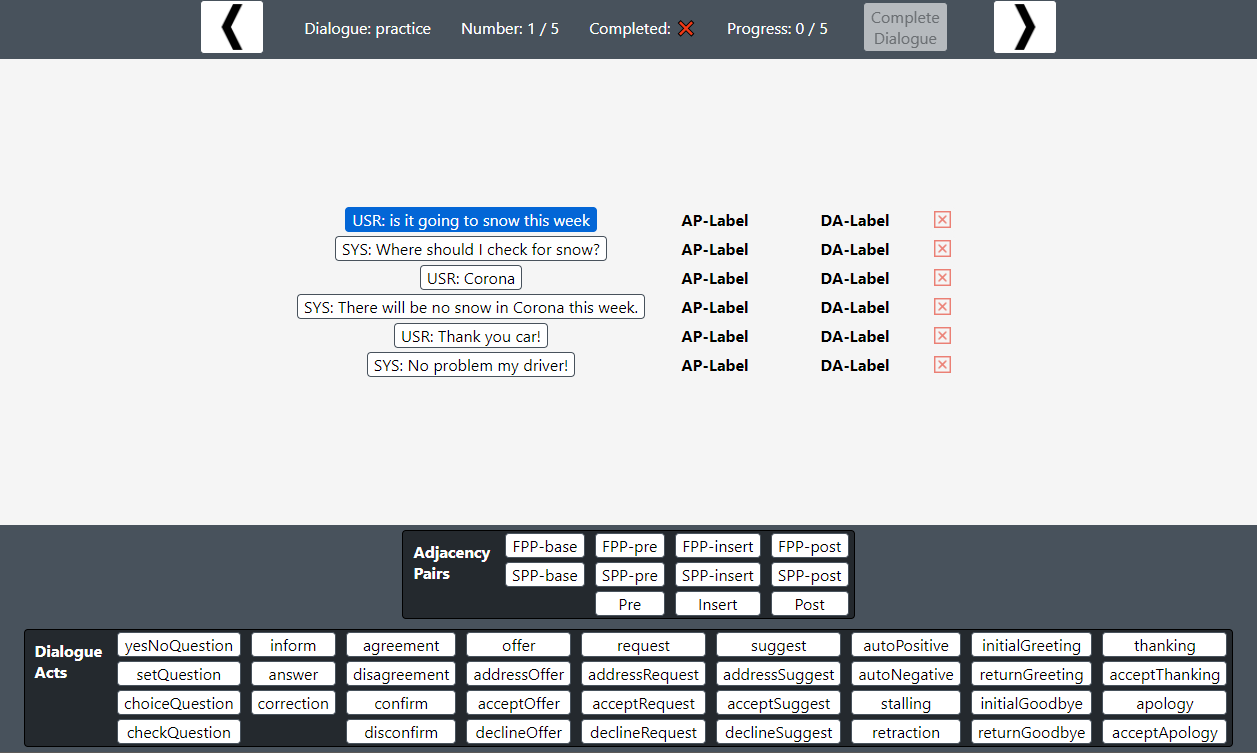 ❮ Dialogue: practice Number: 1 / 5 Completed: ❌ Progress: 0 / 5 Complete Dialogue ❯
USR: is it going to snow this week AP-Label DA-Label
SYS: Where should I check for snow? AP-Label DA-Label
USR: Corona AP-Label DA-Label
SYS: There will be no snow in Corona this week. AP-Label DA-Label
USR: Thank you car! AP-Label DA-Label
SYS: No problem my driver! AP-Label DA-Label
Adjacency Pairs
FPP-base FPP-pre FPP-insert FPP-post
SPP-base SPP-pre SPP-insert SPP-post
Pre Insert Post
Dialogue Acts
yesNoQuestion inform agreement offer request suggest autoPositive initialGreeting thanking
setQuestion answer disagreement addressOffer addressRequest addressSuggest autoNegative returnGreeting acceptThanking
choiceQuestion correction confirm acceptOffer acceptRequest acceptSuggest stalling initialGoodbye apology
checkQuestion disconfirm declineOffer declineRequest declineSuggest retraction returnGoodbye acceptApology